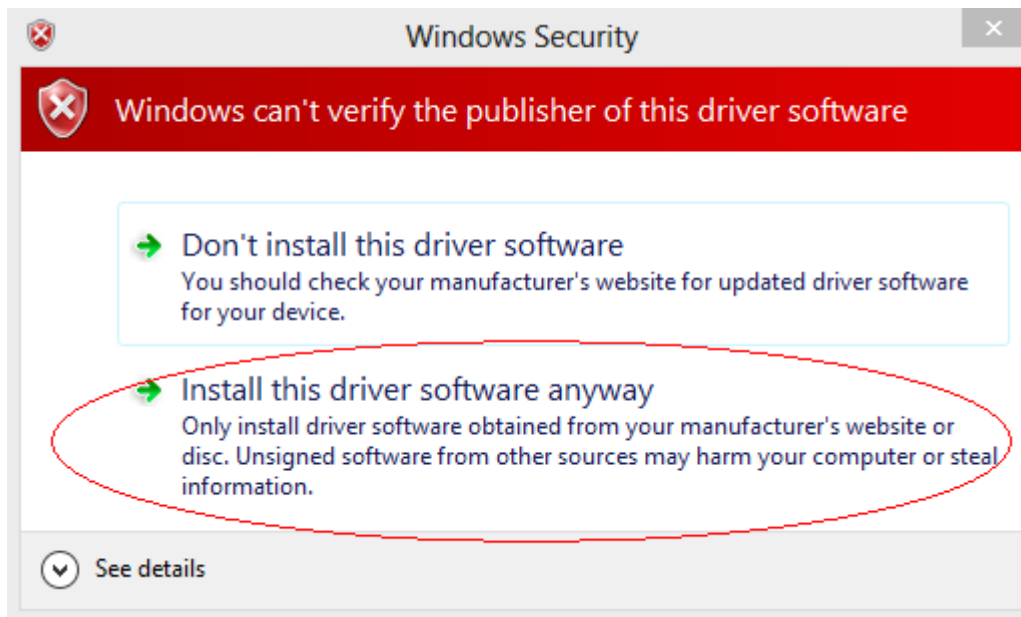 Windows Security
Windows can't verify the publisher of this driver software
Don't install this driver software
You should check your manufacturer's website for updated driver software
for your device.
Install this driver software anyway
Only install driver software obtained from your manufacturer's website or
disc. Unsigned software from other sources may harm your computer or steal
information.
See details